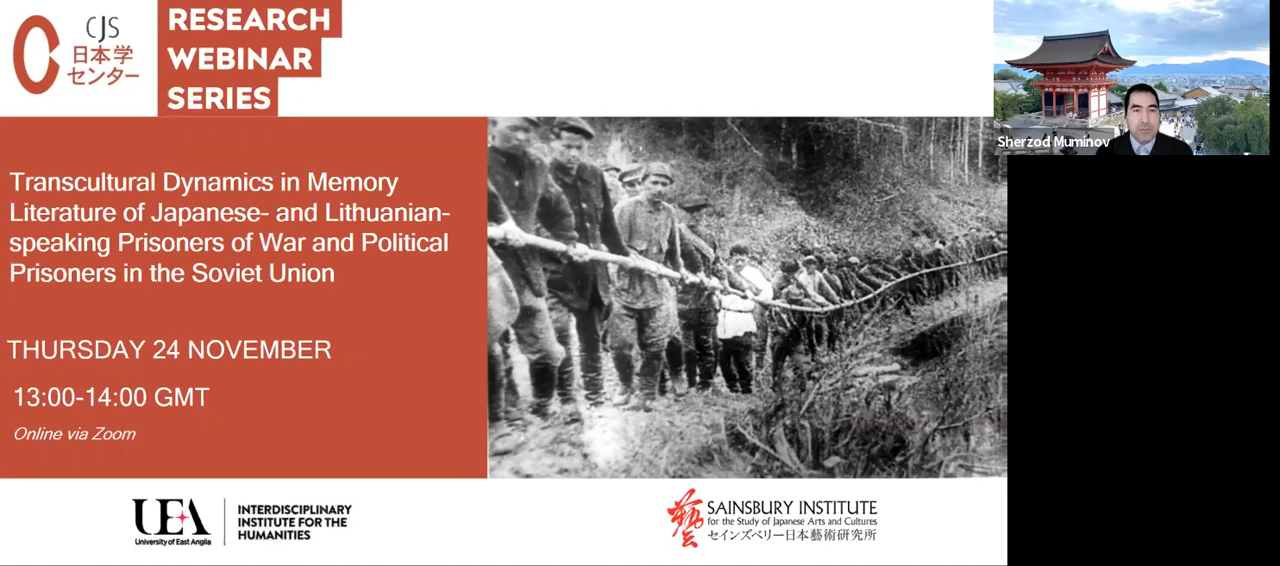 CJS
日本学
センター
RESEARCH
WEBINAR
SERIES
Sherzod Muminov
Transcultural Dynamics in Memory
Literature of Japanese- and Lithuanian-
speaking Prisoners of War and Political
Prisoners in the Soviet Union
THURSDAY 24 NOVEMBER
13:00-14:00 GMT
Online via Zoom
UEA
University of East Anglia
INTERDISCIPLINARY
INSTITUTE FOR THE
HUMANITIES
藝
SAINSBURY INSTITUTE
for the Study of Japanese Arts and Cultures
セインズベリー日本藝術研究所